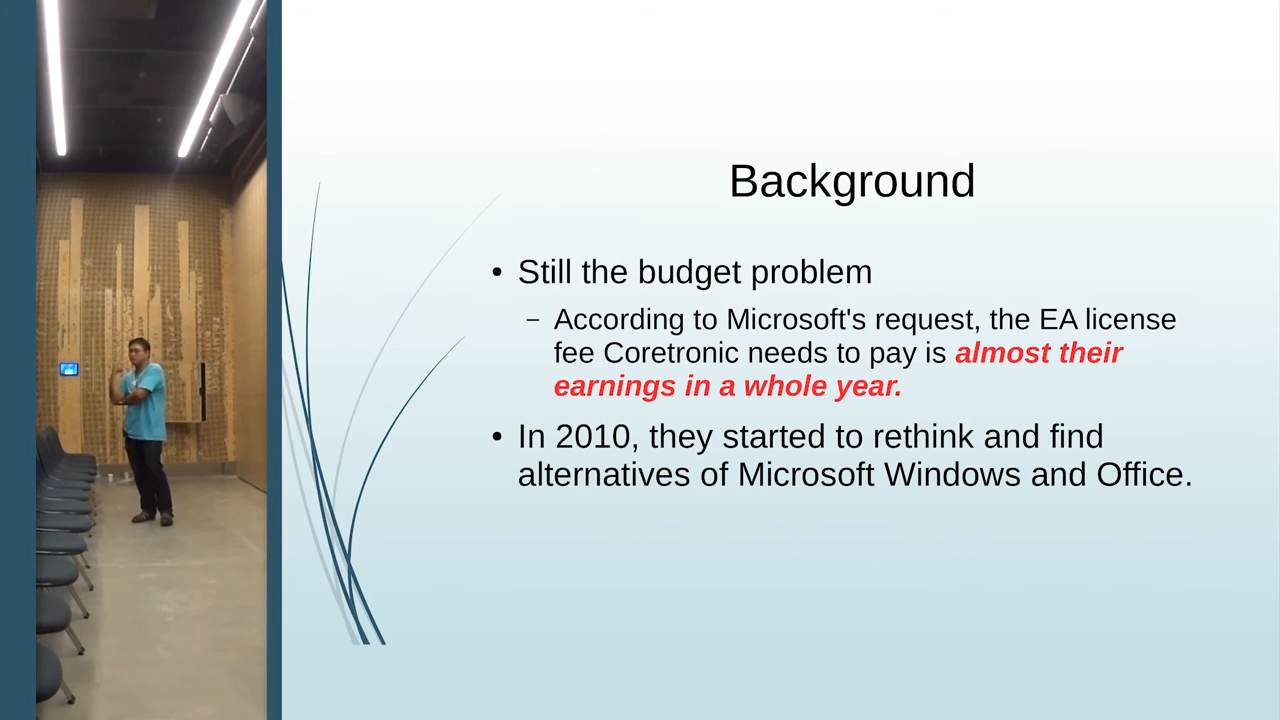 Background
• Still the budget problem
– According to Microsoft's request, the EA license
fee Coretronic needs to pay is almost their
earnings in a whole year.
• In 2010, they started to rethink and find
alternatives of Microsoft Windows and Office.